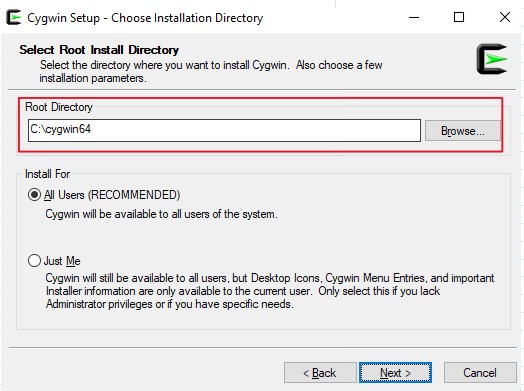 Cygwin Setup - Choose Installation Directory
Select Root Install Directory
Select the directory where you want to install Cygwin. Also choose a few
installation parameters.
Root Directory
C:\cygwin64
Browse...
Install For
All Users (RECOMMENDED)
Cygwin will be available to all users of the system.
Just Me
Cygwin will still be available to all users, but Desktop Icons, Cygwin Menu Entries, and important
Installer information are only available to the current user. Only select this if you lack
Administrator privileges or if you have specific needs.
< Back
Next >
Cancel